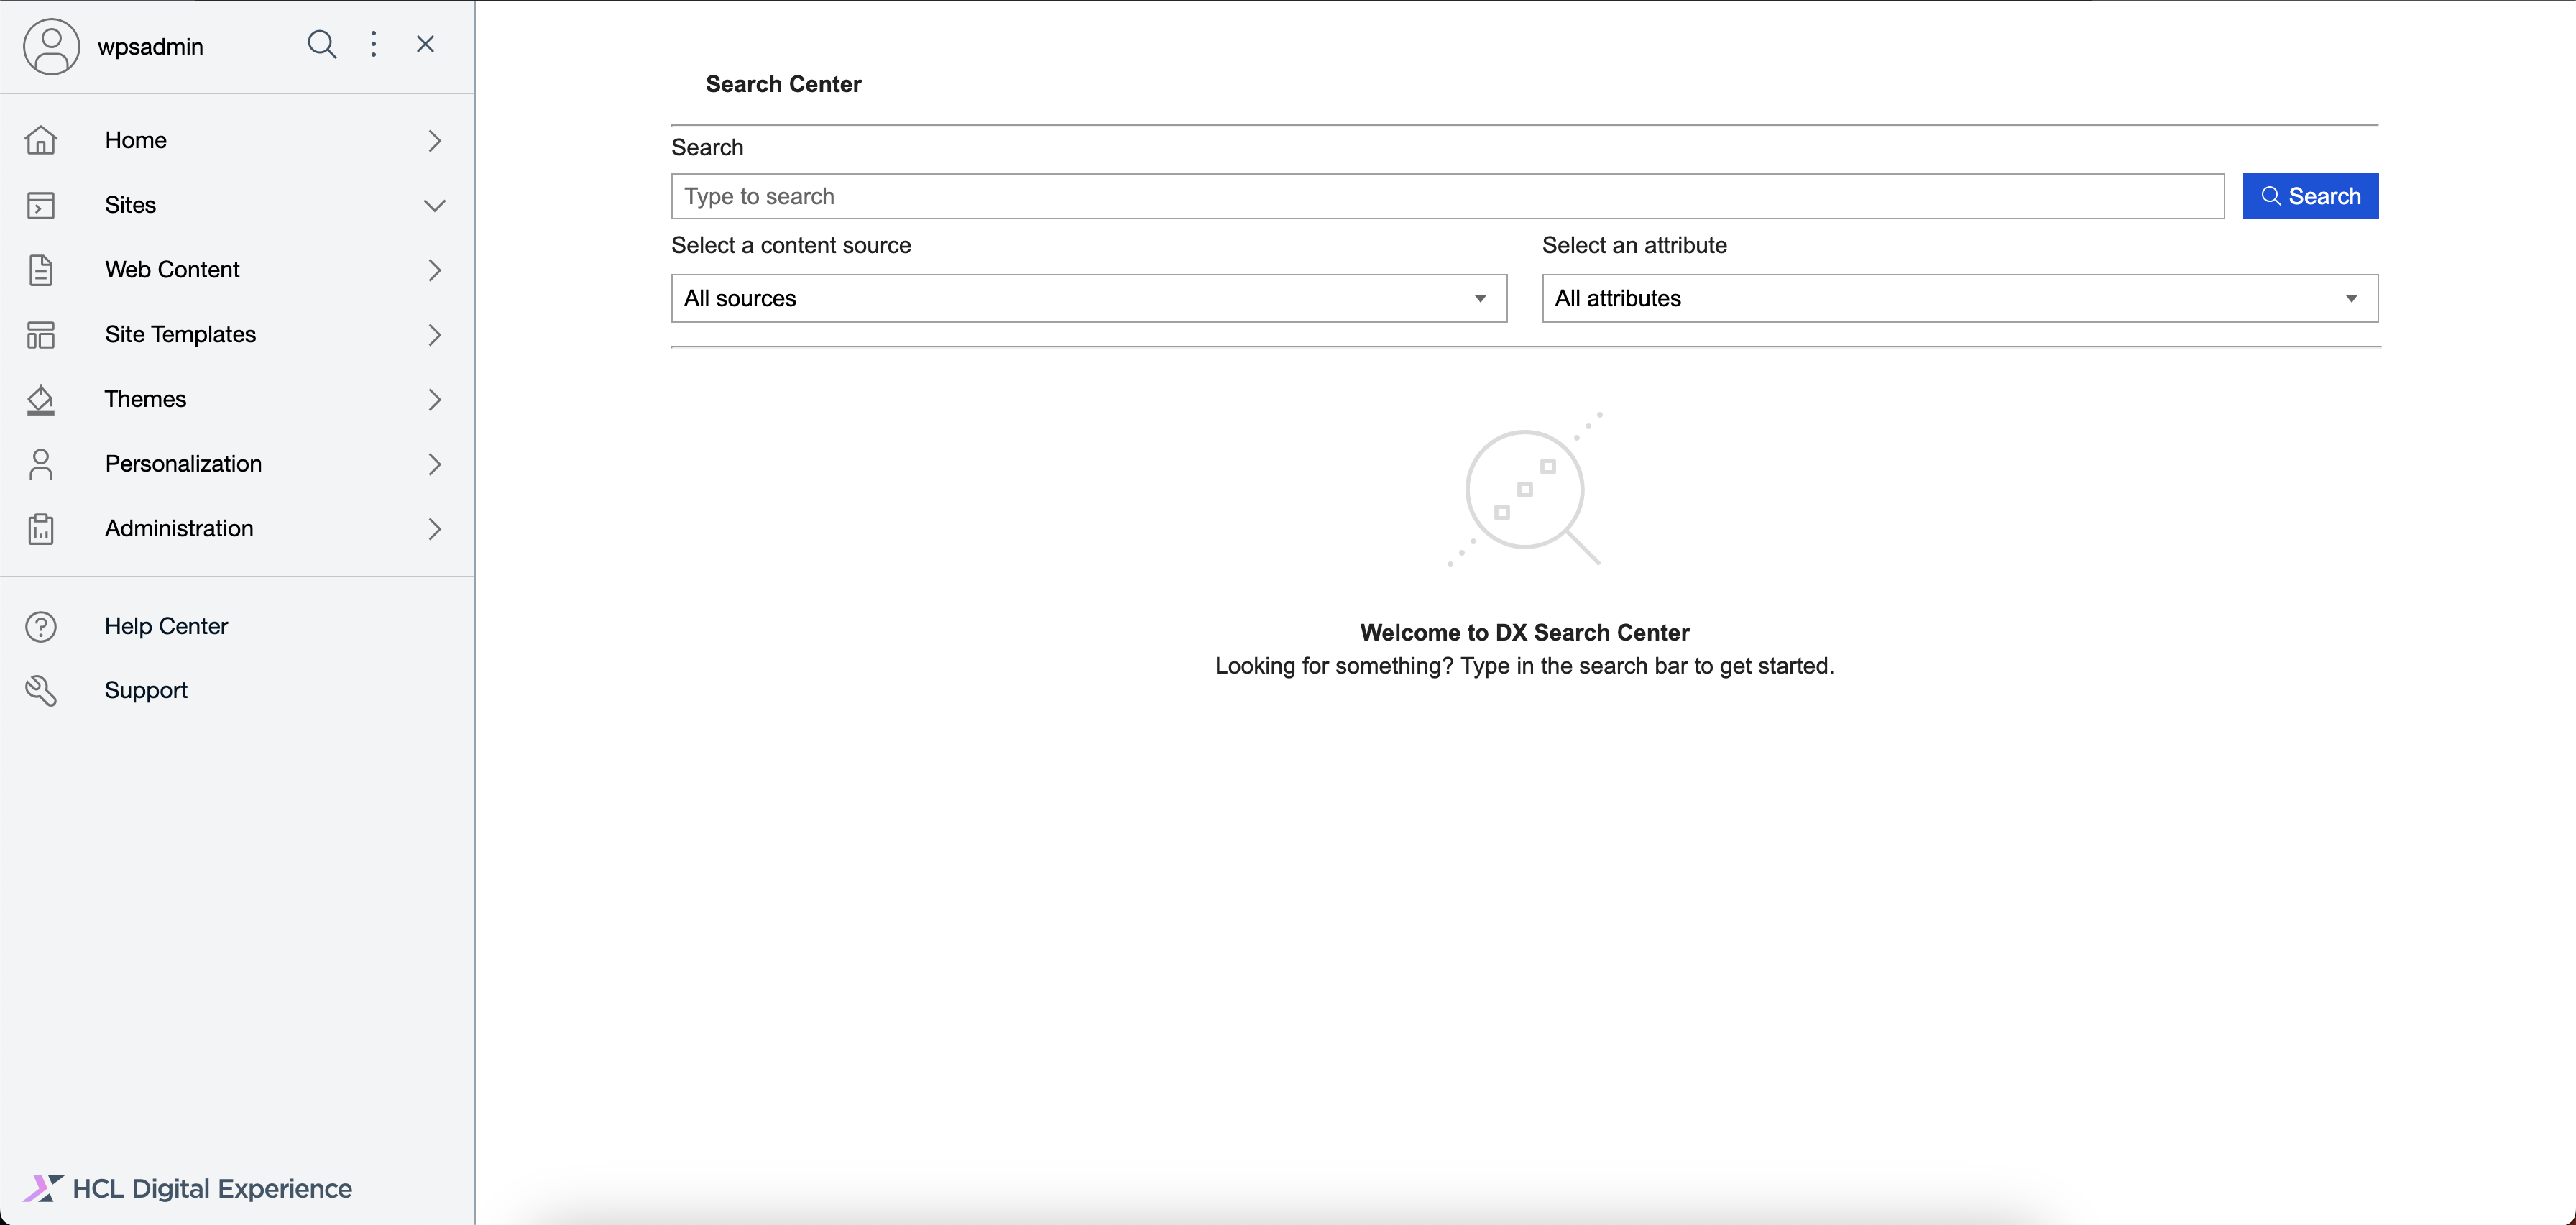 wpsadmin
Home
Sites
Web Content
Site Templates
Themes
Personalization
Administration
Help Center
Support
HCL Digital Experience
Search Center
Search
Type to search
Search
Select a content source
Select an attribute
All sources
All attributes
Welcome to DX Search Center
Looking for something? Type in the search bar to get started.